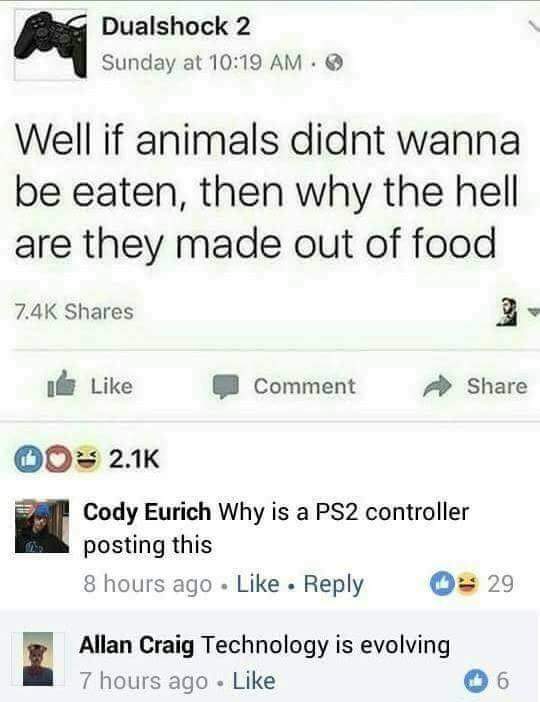 Dualshock 2
Sunday at 10:19 AM ·
Well if animals didnt wanna
be eaten, then why the hell
are they made out of food
7.4K Shares
Like Comment Share
2.1K
Cody Eurich Why is a PS2 controller
posting this
8 hours ago • Like • Reply 29
Allan Craig Technology is evolving
7 hours ago • Like 6